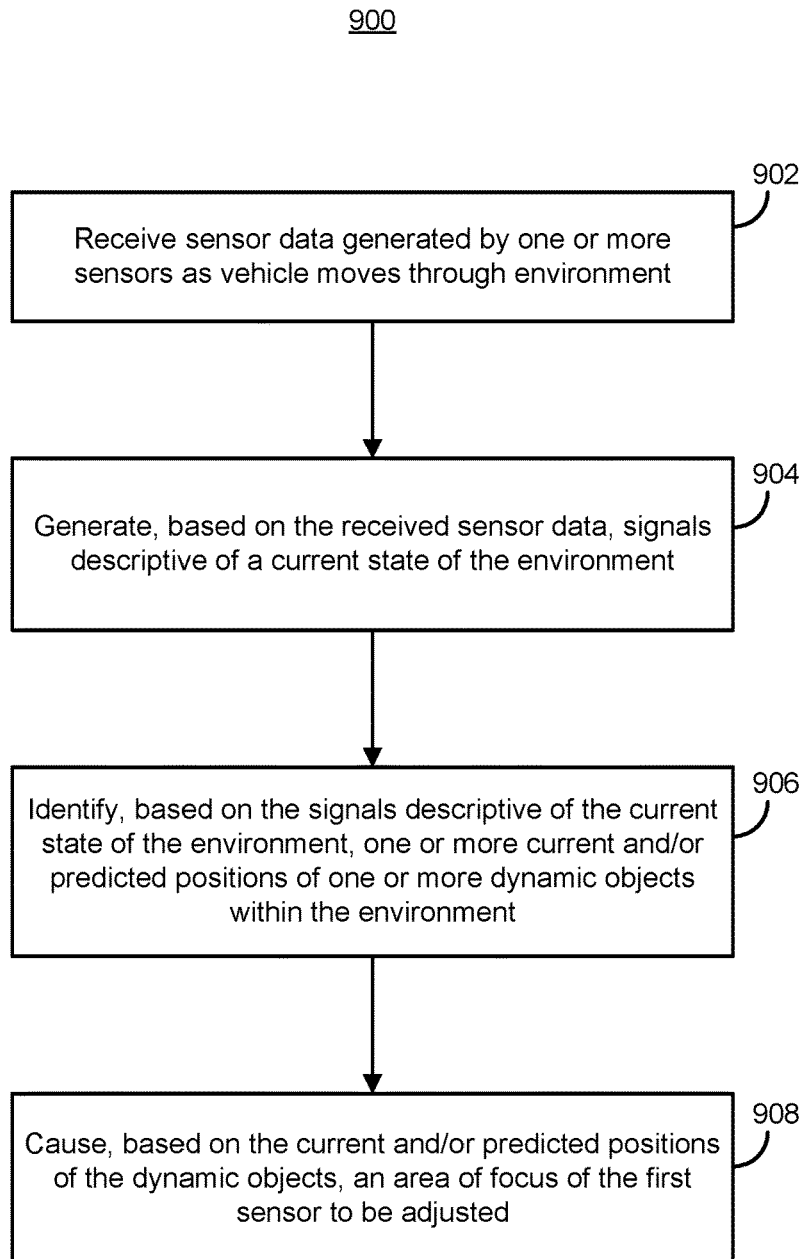 900
902
Receive sensor data generated by one or more
sensors as vehicle moves through environment
904
Generate, based on the received sensor data, signals
descriptive of a current state of the environment
906
Identify, based on the signals descriptive of the current
state of the environment, one or more current and/or
predicted positions of one or more dynamic objects
within the environment
908
Cause, based on the current and/or predicted positions
of the dynamic objects, an area of focus of the first
sensor to be adjusted